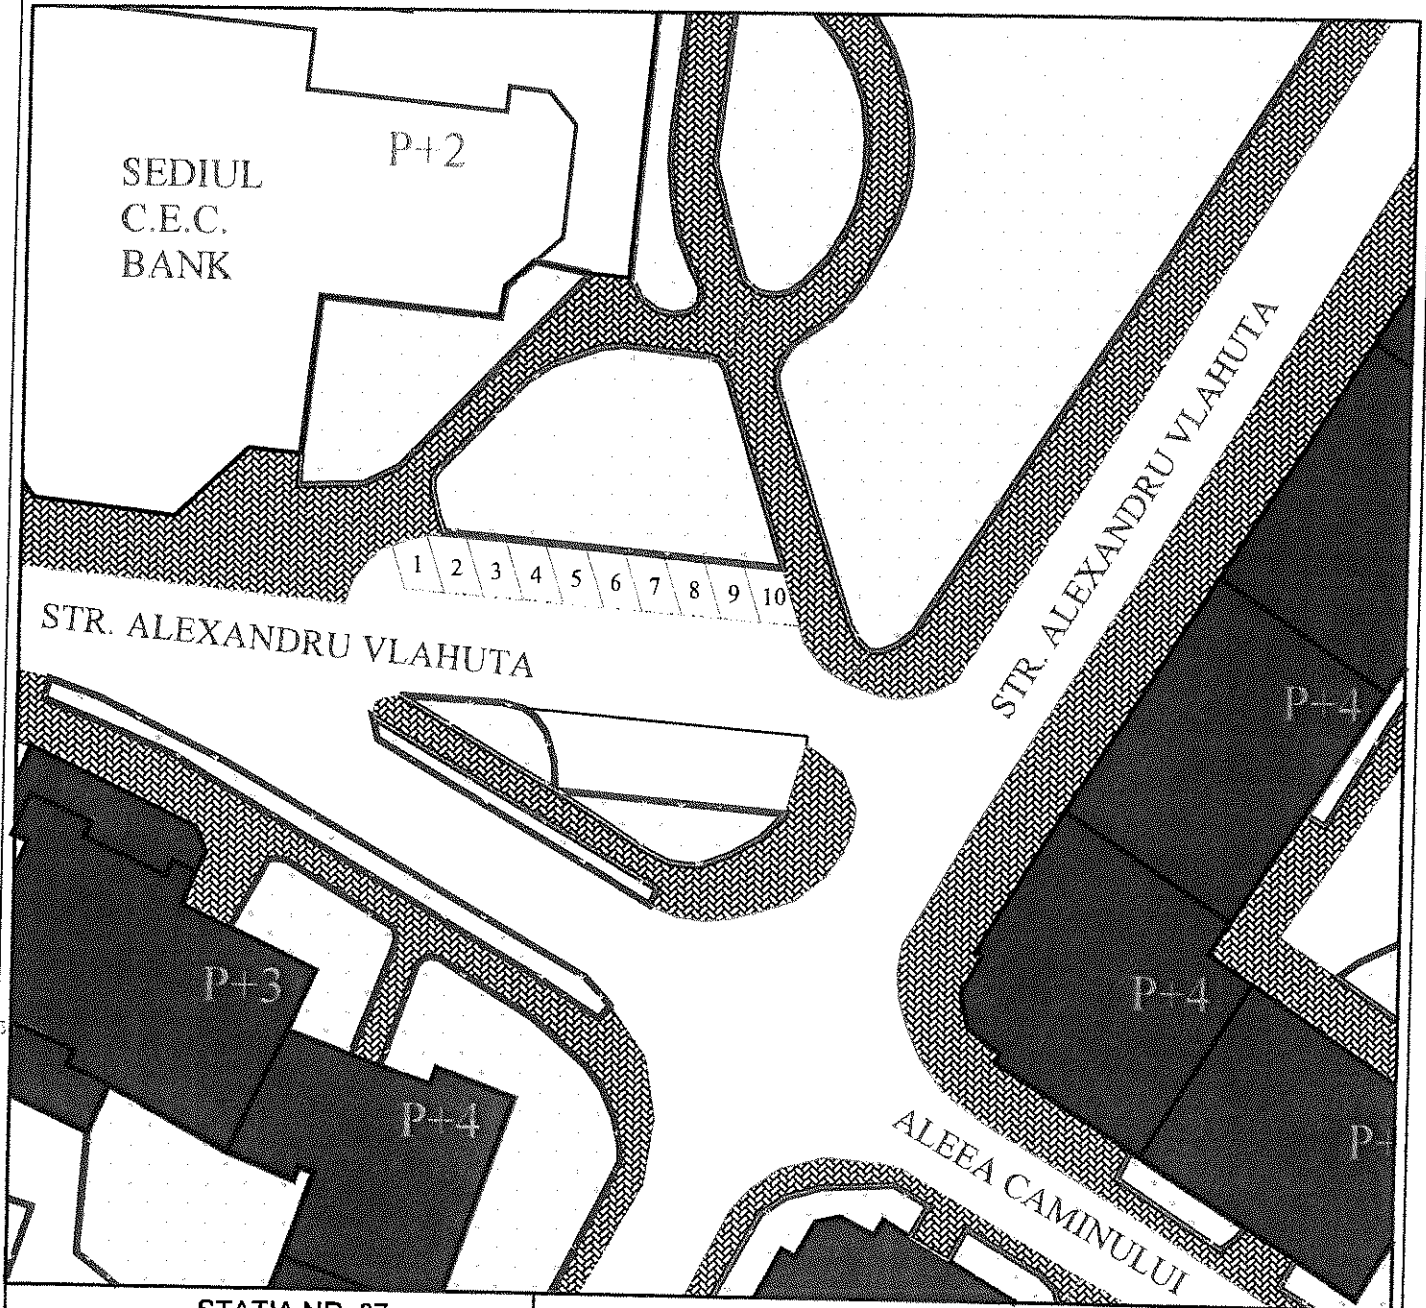 P+2
SEDIUL
C.E.C.
BANK
STR. ALEXANDRU VLAHUTA
1 2 3 4 5 6 7 8 9 10
STR. ALEXANDRU VLAHUTA
P+4
P+3
P+4
P+4
ALEEA CAMINULUI
P+